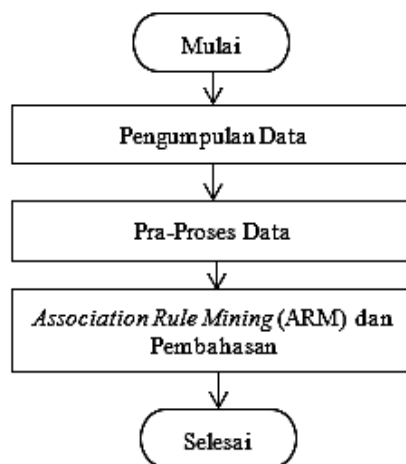 Mulai
Pengumpulan Data
Pra-Proses Data
Association Rule Mining (ARM) dan
Pembahasan
Selesai